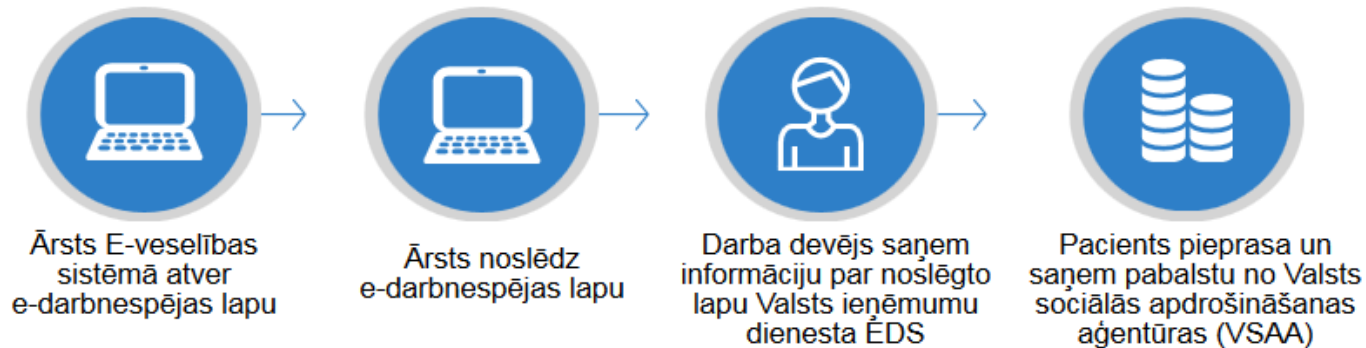 Ārsts E-veselības
sistēmā atver
e-darbnespējas lapu
Ārsts noslēdz
e-darbnespējas lapu
Darba devējs saņem
informāciju par noslēgto
lapu Valsts ieņēmumu
dienesta EDS
Pacients pieprasa un
saņem pabalstu no Valsts
sociālās apdrošināšanas
aģentūras (VSAA)